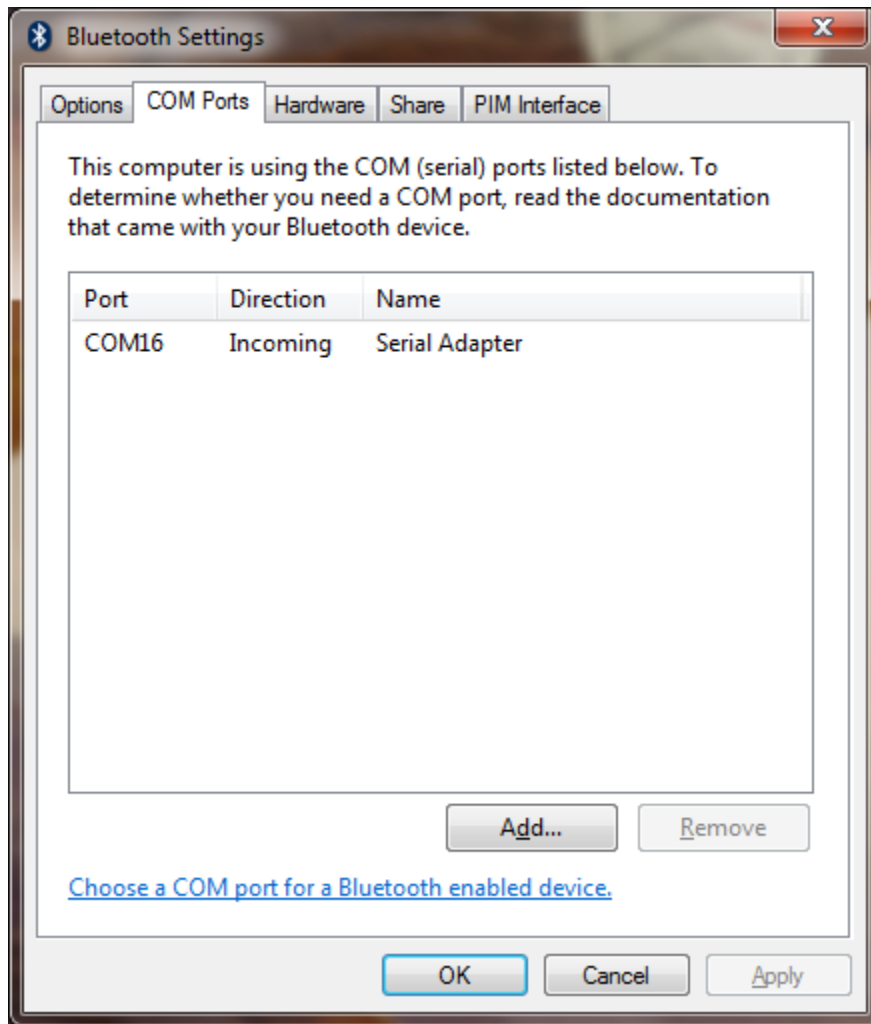 Bluetooth Settings
Options COM Ports Hardware Share PIM Interface
This computer is using the COM (serial) ports listed below. To
determine whether you need a COM port, read the documentation
that came with your Bluetooth device.
Port Direction Name
COM16 Incoming Serial Adapter
Add... Remove
Choose a COM port for a Bluetooth enabled device.
OK Cancel Apply